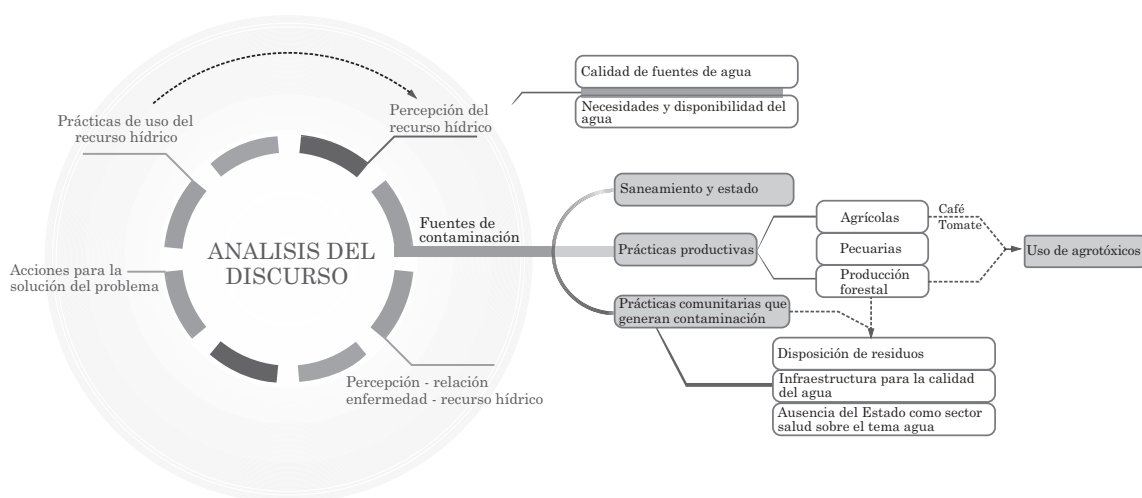 Prácticas de uso del
recurso hídrico
Percepción del
recurso hídrico
Calidad de fuentes de agua
Necesidades y disponibilidad del
agua
ANALISIS DEL
DISCURSO
Fuentes de
contaminación
Acciones para la
solución del problema
Percepción - relación
enfermedad - recurso hídrico
Saneamiento y estado
Prácticas productivas
Prácticas comunitarias que
generan contaminación
Agrícolas
Pecuarias
Producción
forestal
Café
Tomate
Uso de agrotóxicos
Disposición de residuos
Infraestructura para la calidad
del agua
Ausencia del Estado como sector
salud sobre el tema agua